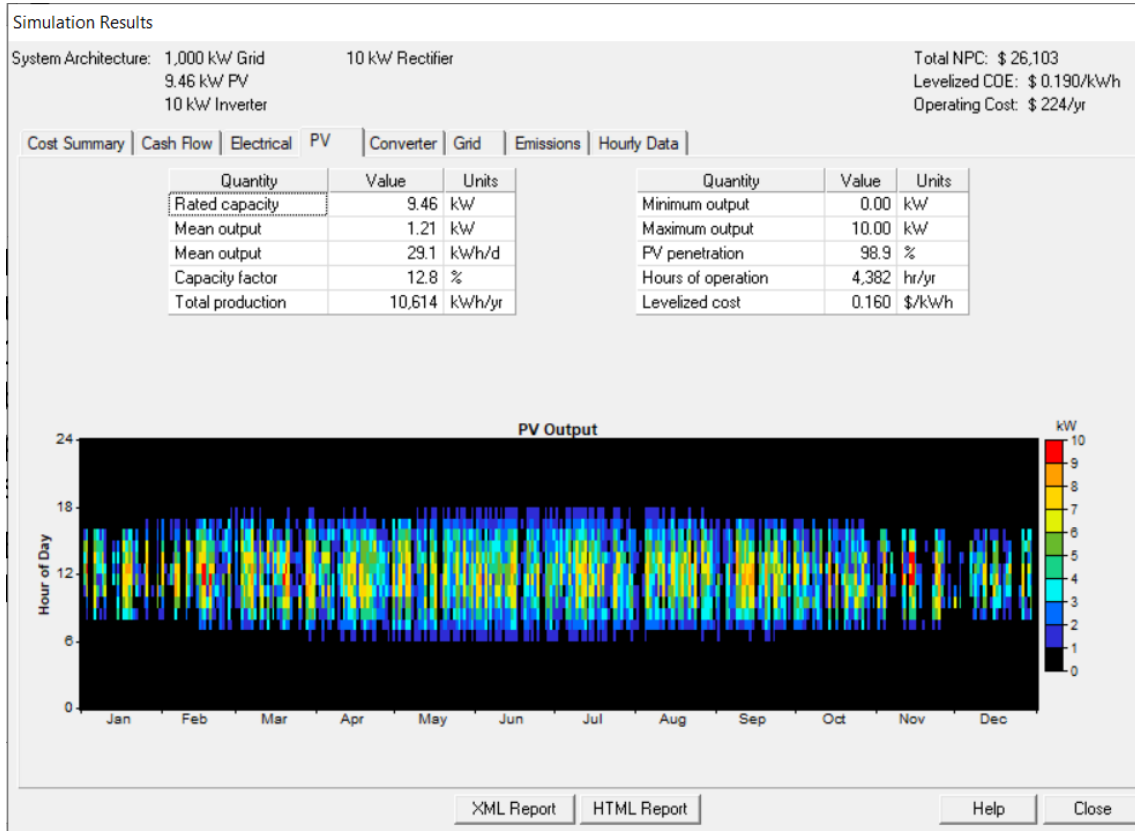 Simulation Results
System Architecture: 1,000 kW Grid 10 kW Rectifier Total NPC: $ 26,103
9.46 kW PV Levelized COE: $ 0.190/kWh
10 kW Inverter Operating Cost: $ 224/yr
Cost Summary Cash Flow Electrical PV Converter Grid Emissions Hourly Data
Quantity Value Units Quantity Value Units
Rated capacity 9.46 kW Minimum output 0.00 kW
Mean output 1.21 kW Maximum output 10.00 kW
Mean output 29.1 kWh/d PV penetration 98.9 %
Capacity factor 12.8 % Hours of operation 4,382 hr/yr
Total production 10,614 kWh/yr Levelized cost 0.160 $/kWh
PV Output
kW
24
18
12
6
0
Hour of Day
10
9
8
7
6
5
4
3
2
1
0
Jan Feb Mar Apr May Jun Jul Aug Sep Oct Nov Dec
XML Report HTML Report Help Close